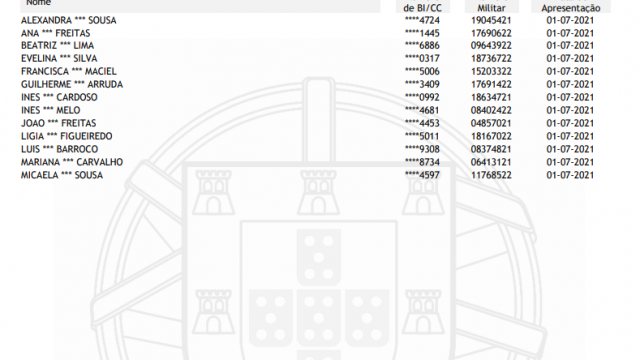 Nome de BI/CC Militar Apresentação
ALEXANDRA *** SOUSA ****4724 19045421 01-07-2021
ANA *** FREITAS ****1445 17690622 01-07-2021
BEATRIZ *** LIMA ****6886 09643922 01-07-2021
EVELINA *** SILVA ****0317 18736722 01-07-2021
FRANCISCA *** MACIEL ****5006 15203322 01-07-2021
GUILHERME *** ARRUDA ****3409 17691422 01-07-2021
INES *** CARDOSO ****0992 18634721 01-07-2021
INES *** MELO ****4681 08402422 01-07-2021
JOAO *** FREITAS ****4453 04857021 01-07-2021
LIGIA *** FIGUEIREDO ****5011 18167022 01-07-2021
LUIS *** BARROCO ****9308 08374821 01-07-2021
MARIANA *** CARVALHO ****8734 06413121 01-07-2021
MICAELA *** SOUSA ****4597 11768522 01-07-2021